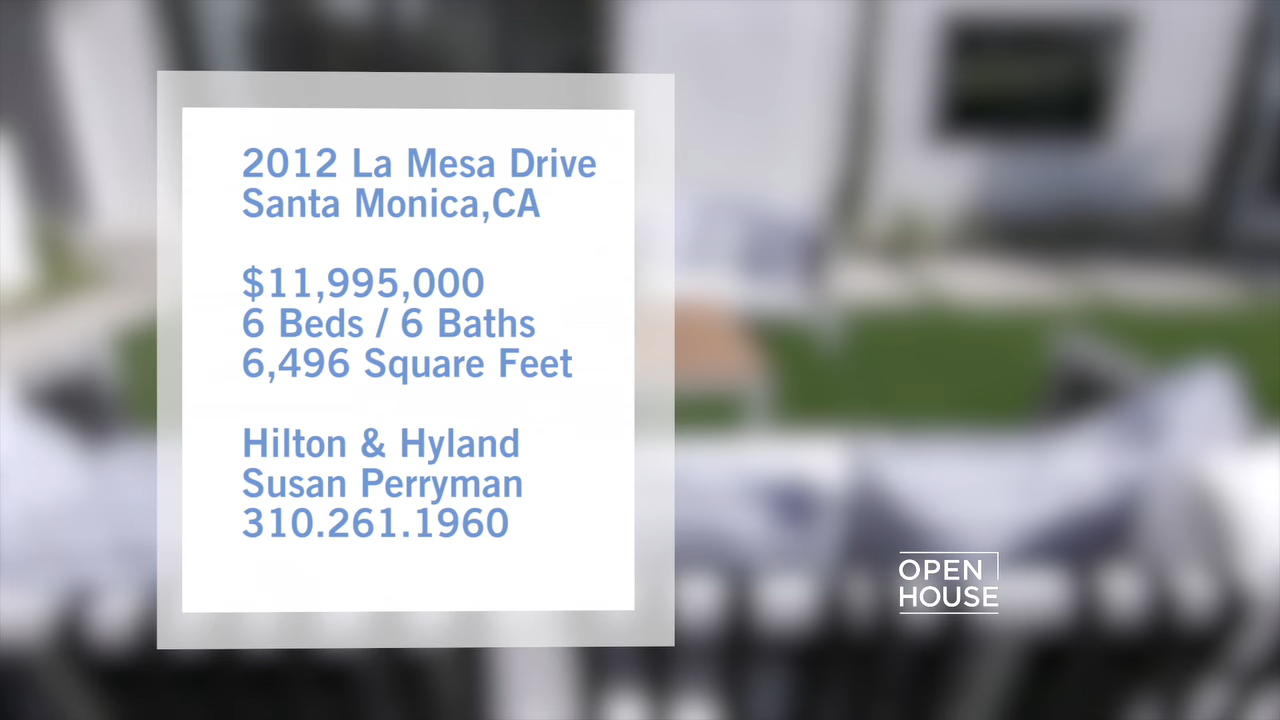 2012 La Mesa Drive
Santa Monica,CA
$11,995,000
6 Beds / 6 Baths
6,496 Square Feet
Hilton & Hyland
Susan Perryman
310.261.1960
OPEN
HOUSE